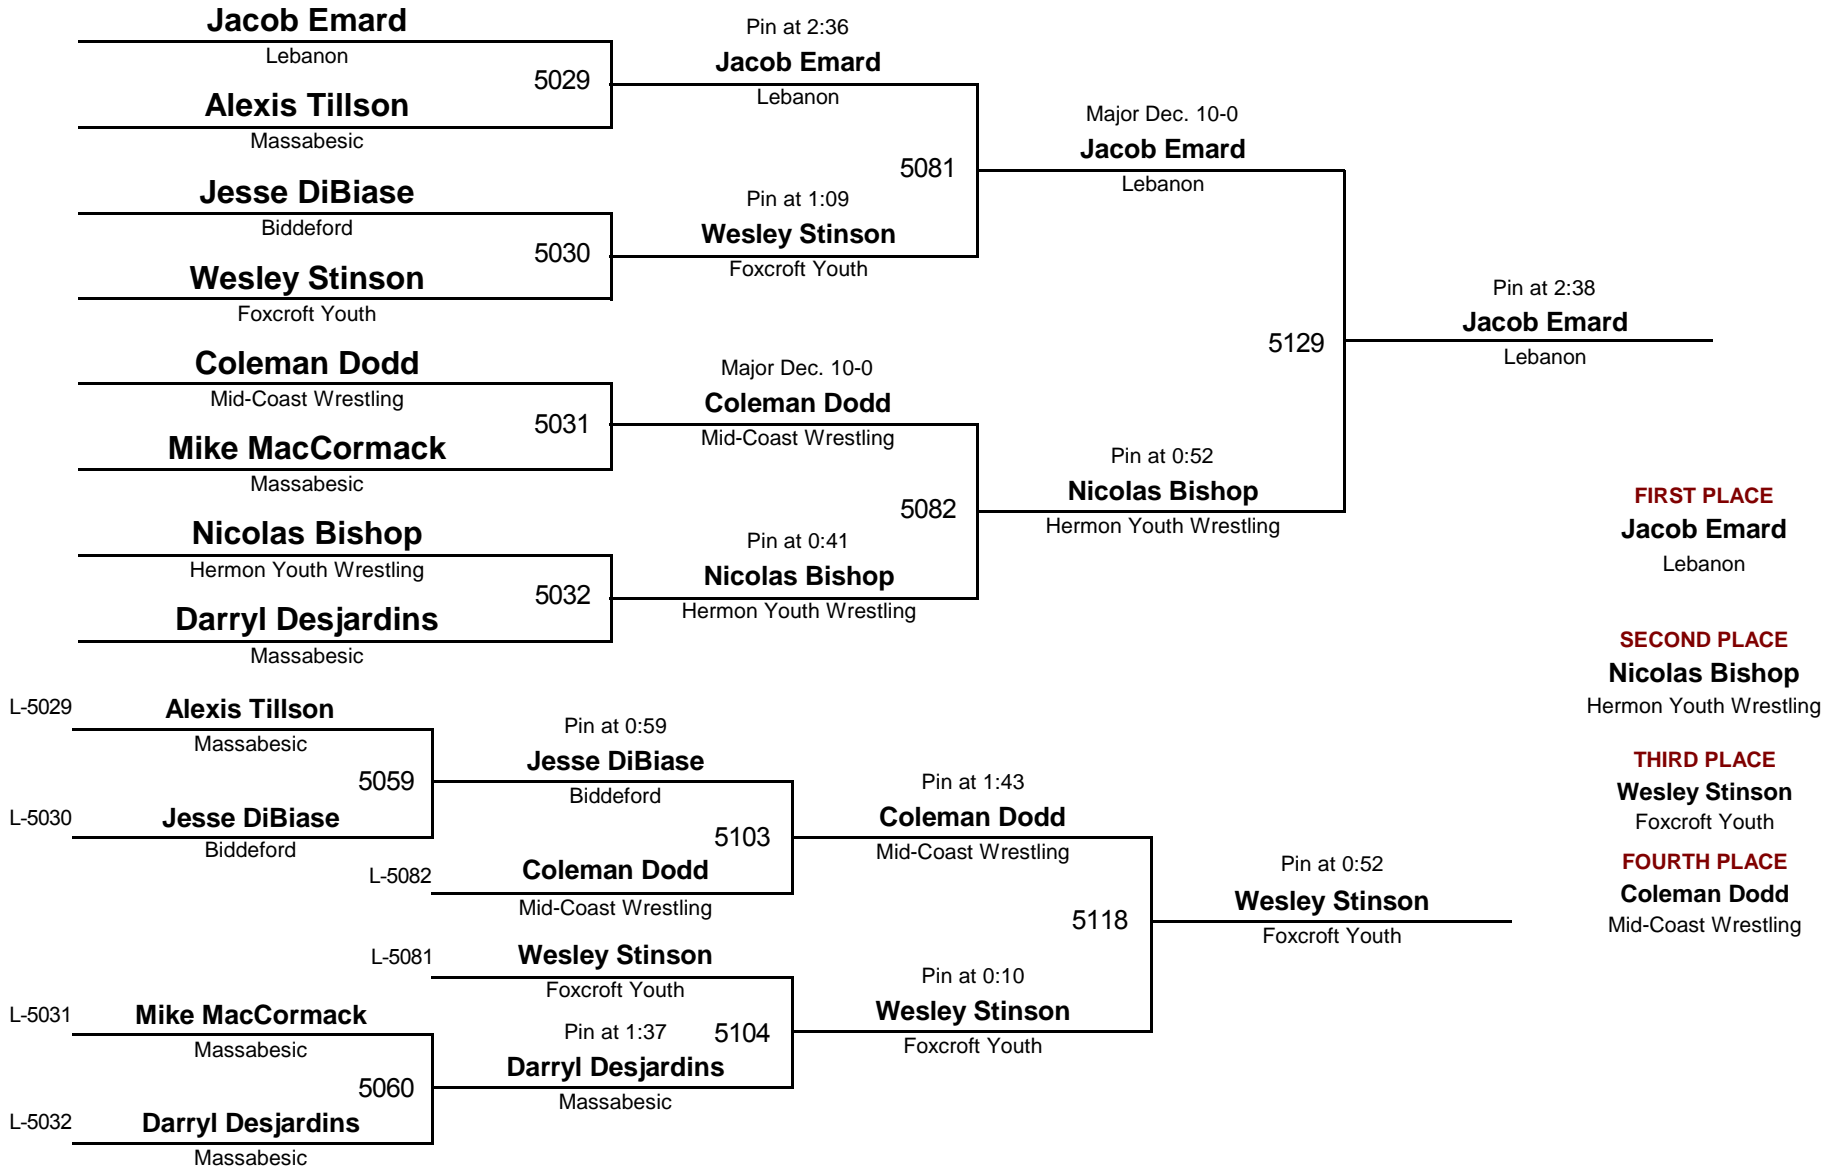 Jacob Emard
Lebanon
5029
Alexis Tillson
Massabesic
Jesse DiBiase
Biddeford
5030
Wesley Stinson
Foxcroft Youth
Coleman Dodd
Mid-Coast Wrestling
5031
Mike MacCormack
Massabesic
Nicolas Bishop
Hermon Youth Wrestling
5032
Darryl Desjardins
Massabesic
Pin at 2:36
Jacob Emard
Lebanon
5081
Pin at 1:09
Wesley Stinson
Foxcroft Youth
Major Dec. 10-0
Coleman Dodd
Mid-Coast Wrestling
5082
Pin at 0:41
Nicolas Bishop
Hermon Youth Wrestling
Major Dec. 10-0
Jacob Emard
Lebanon
5129
Pin at 0:52
Nicolas Bishop
Hermon Youth Wrestling
Pin at 2:38
Jacob Emard
Lebanon
FIRST PLACE
Jacob Emard
Lebanon
SECOND PLACE
Nicolas Bishop
Hermon Youth Wrestling
THIRD PLACE
Wesley Stinson
Foxcroft Youth
FOURTH PLACE
Coleman Dodd
Mid-Coast Wrestling
L-5029
Alexis Tillson
Massabesic
5059
L-5030
Jesse DiBiase
Biddeford
L-5031
Mike MacCormack
Massabesic
5060
L-5032
Darryl Desjardins
Massabesic
Pin at 0:59
Jesse DiBiase
Biddeford
5103
L-5082
Coleman Dodd
Mid-Coast Wrestling
L-5081
Wesley Stinson
Foxcroft Youth
5104
Pin at 1:37
Darryl Desjardins
Massabesic
Pin at 1:43
Coleman Dodd
Mid-Coast Wrestling
5118
Pin at 0:10
Wesley Stinson
Foxcroft Youth
Pin at 0:52
Wesley Stinson
Foxcroft Youth